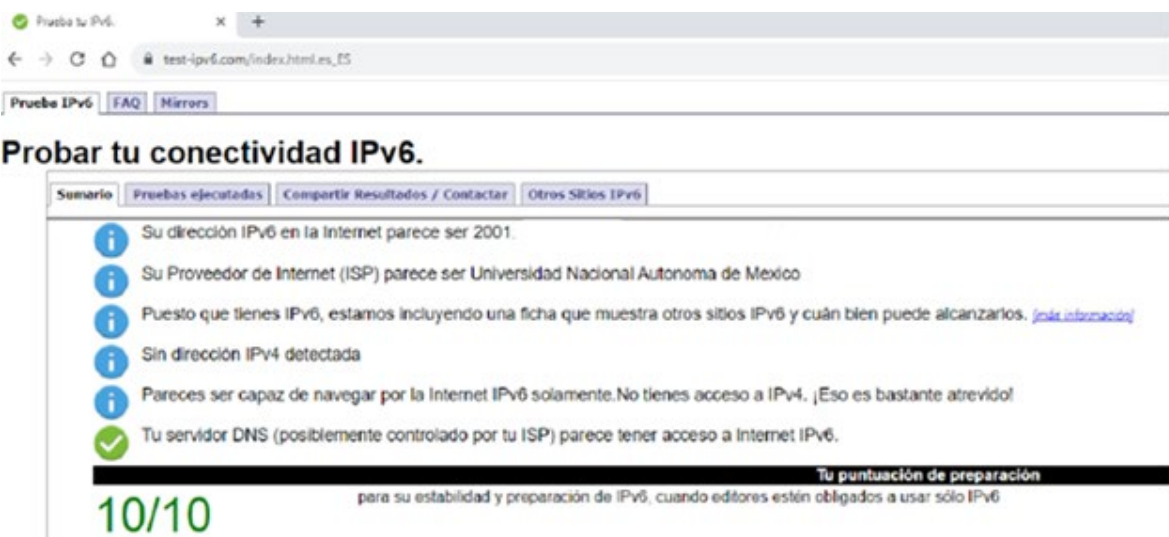 Prueba tu IPv6.
test-ipv6.com/index.html.es_ES
Prueba IPv6 FAQ Mirrors
Probar tu conectividad IPv6.
Sumario Pruebas ejecutadas Compartir Resultados / Contactar Otros Sitios IPv6
Su dirección IPv6 en la Internet parece ser 2001.
Su Proveedor de Internet (ISP) parece ser Universidad Nacional Autonoma de Mexico
Puesto que tienes IPv6, estamos incluyendo una ficha que muestra otros sitios IPv6 y cuán bien puede alcanzarlos. [más información]
Sin dirección IPv4 detectada
Pareces ser capaz de navegar por la Internet IPv6 solamente.No tienes acceso a IPv4. ¡Eso es bastante atrevido!
Tu servidor DNS (posiblemente controlado por tu ISP) parece tener acceso a Internet IPv6.
Tu puntuación de preparación
10/10
para su estabilidad y preparación de IPv6, cuando editores estén obligados a usar sólo IPv6